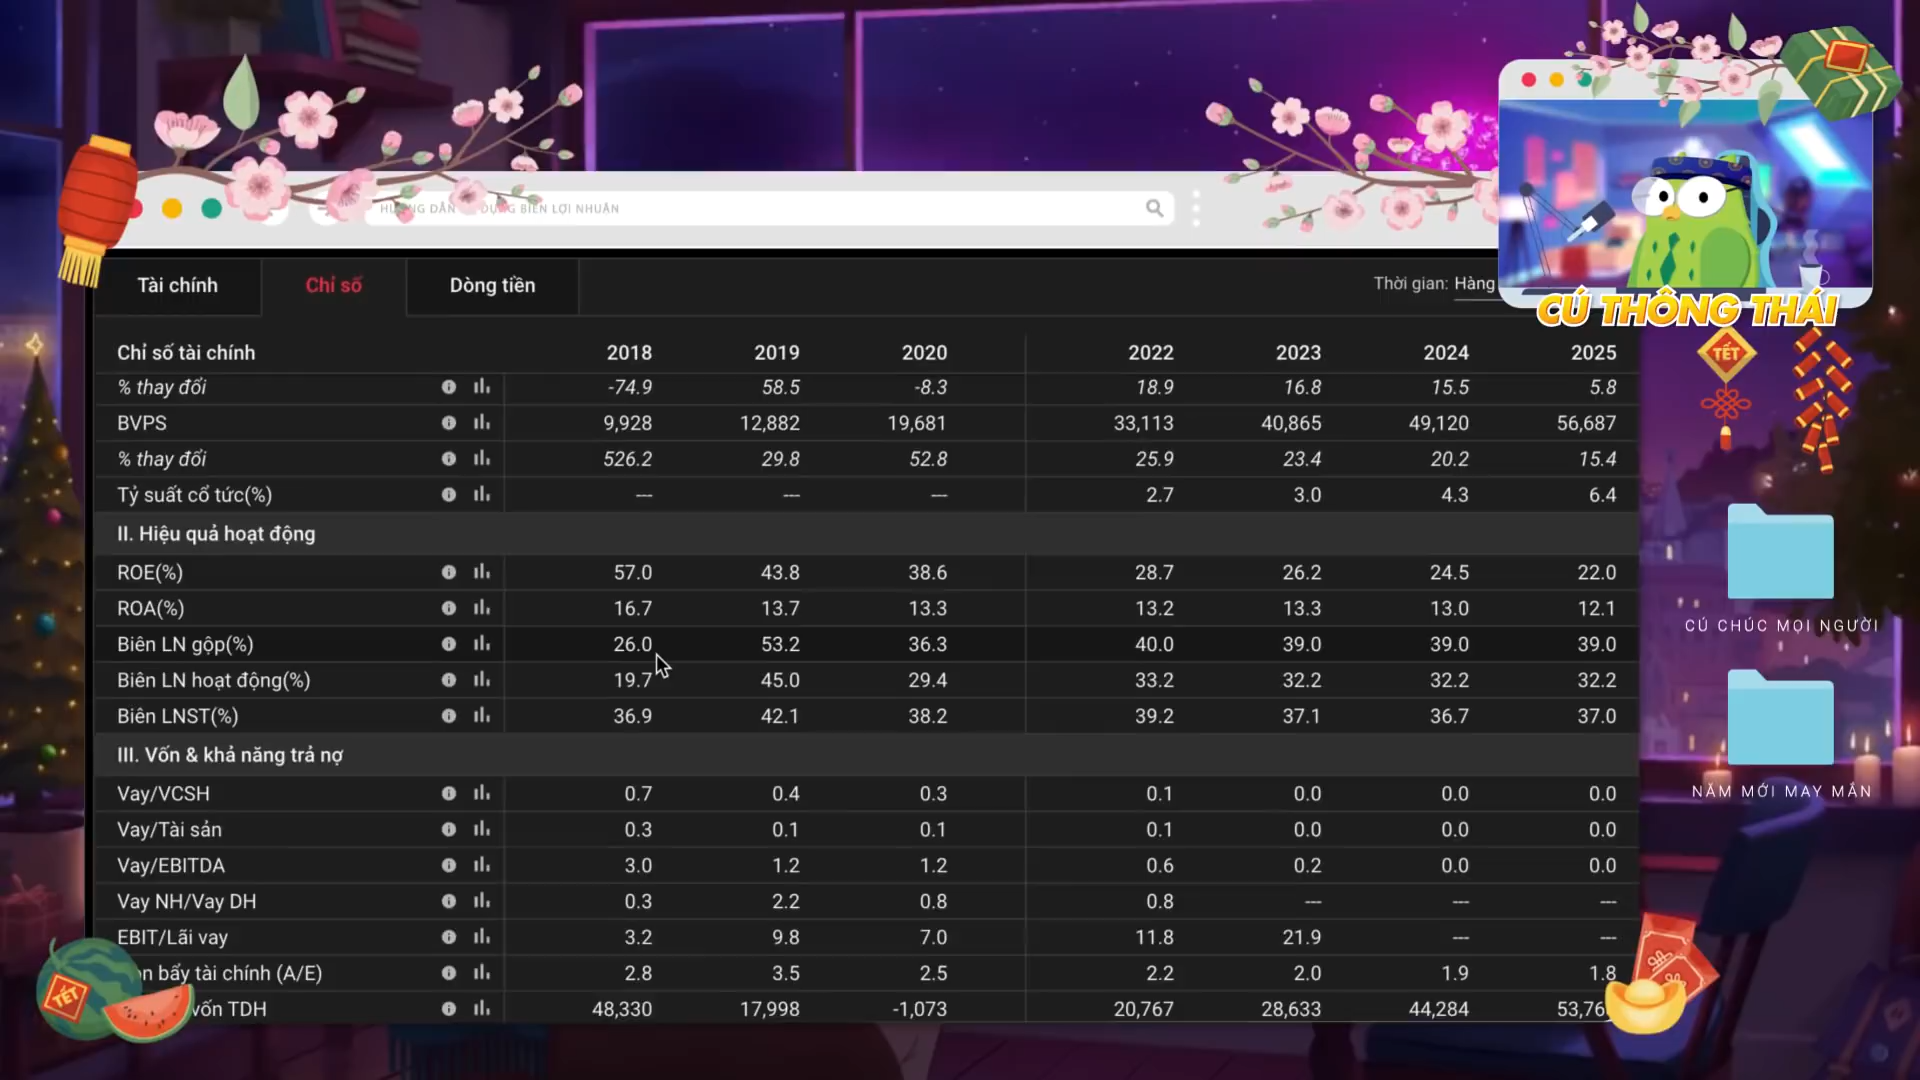 DẪN
DỤNG BIÊN LỢI NHUẬN
CÚ THÔNG THÁI
Tài chính
Chỉ số
Dòng tiền
Thời gian: Hàng
Chỉ số tài chính 2018 2019 2020 2022 2023 2024 2025
% thay đổi -74.9 58.5 -8.3 18.9 16.8 15.5 5.8
BVPS 9,928 12,882 19,681 33,113 40,865 49,120 56,687
% thay đổi 526.2 29.8 52.8 25.9 23.4 20.2 15.4
Tỷ suất cổ tức(%) --- --- --- 2.7 3.0 4.3 6.4
II. Hiệu quả hoạt động
ROE(%) 57.0 43.8 38.6 28.7 26.2 24.5 22.0
ROA(%) 16.7 13.7 13.3 13.2 13.3 13.0 12.1
Biên LN gộp(%) 26.0 53.2 36.3 40.0 39.0 39.0 39.0
Biên LN hoạt động(%) 19.7 45.0 29.4 33.2 32.2 32.2 32.2
Biên LNST(%) 36.9 42.1 38.2 39.2 37.1 36.7 37.0
III. Vốn & khả năng trả nợ
Vay/VCSH 0.7 0.4 0.3 0.1 0.0 0.0 0.0
Vay/Tài sản 0.3 0.1 0.1 0.1 0.0 0.0 0.0
Vay/EBITDA 3.0 1.2 1.2 0.6 0.2 0.0 0.0
Vay NH/Vay DH 0.3 2.2 0.8 0.8 --- --- ---
EBIT/Lãi vay 3.2 9.8 7.0 11.8 21.9 --- ---
bẩy tài chính (A/E) 2.8 3.5 2.5 2.2 2.0 1.9 1.8
vốn TDH 48,330 17,998 -1,073 20,767 28,633 44,284
TẾT
CÚ CHÚC MỌI NGƯỜI
NĂM MỚI MAY MẮN
TẾT